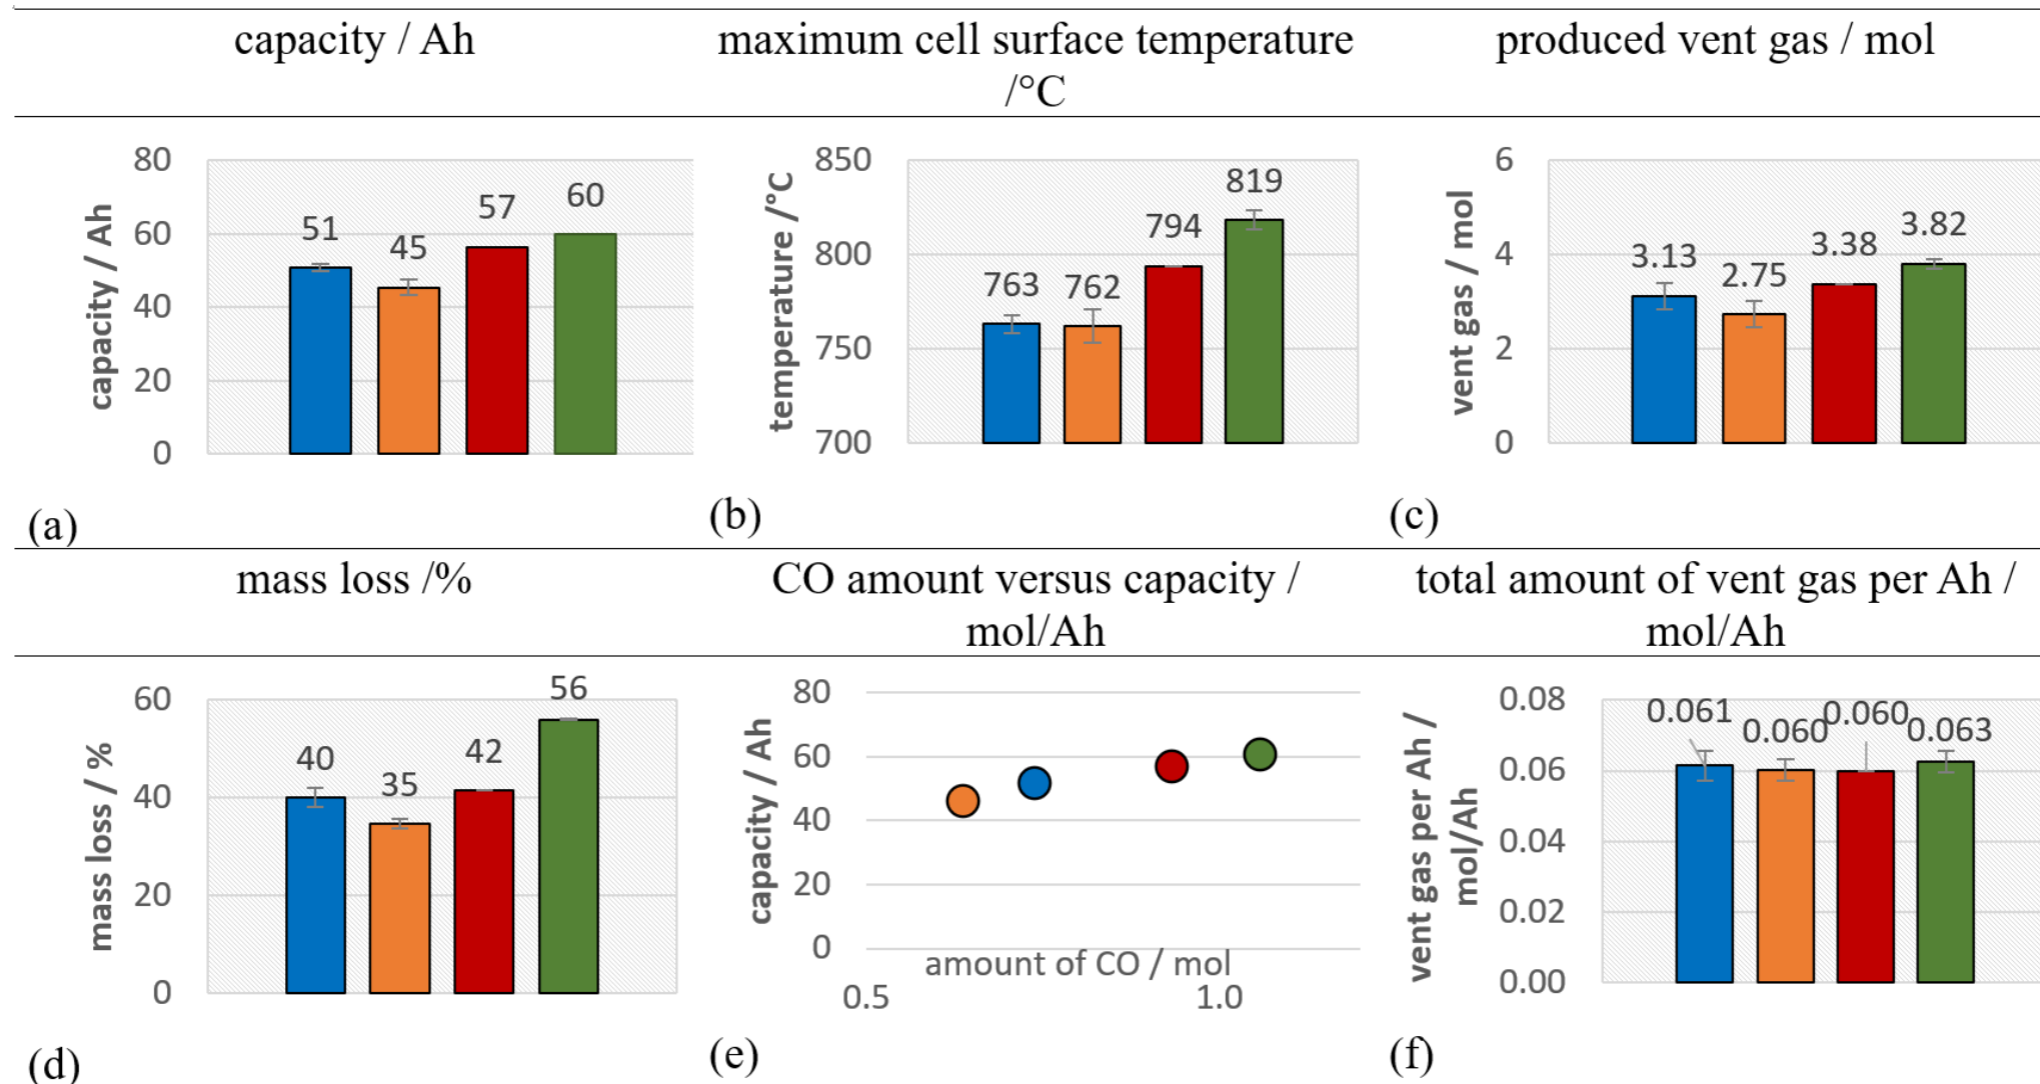 capacity / Ah
maximum cell surface temperature
/°C
produced vent gas / mol
80
60
40
20
0
capacity / Ah
51
45
57
60
(a)
850
800
750
700
temperature /°C
763
762
794
819
(b)
6
4
2
0
vent gas / mol
3.13
2.75
3.38
3.82
(c)
mass loss /%
CO amount versus capacity /
mol/Ah
total amount of vent gas per Ah /
mol/Ah
60
40
20
0
mass loss / %
40
35
42
56
(d)
80
60
40
20
0
capacity / Ah
amount of CO / mol
0.5
1.0
(e)
0.08
0.06
0.04
0.02
0.00
vent gas per Ah /
mol/Ah
0.061
0.060
0.060
0.063
(f)